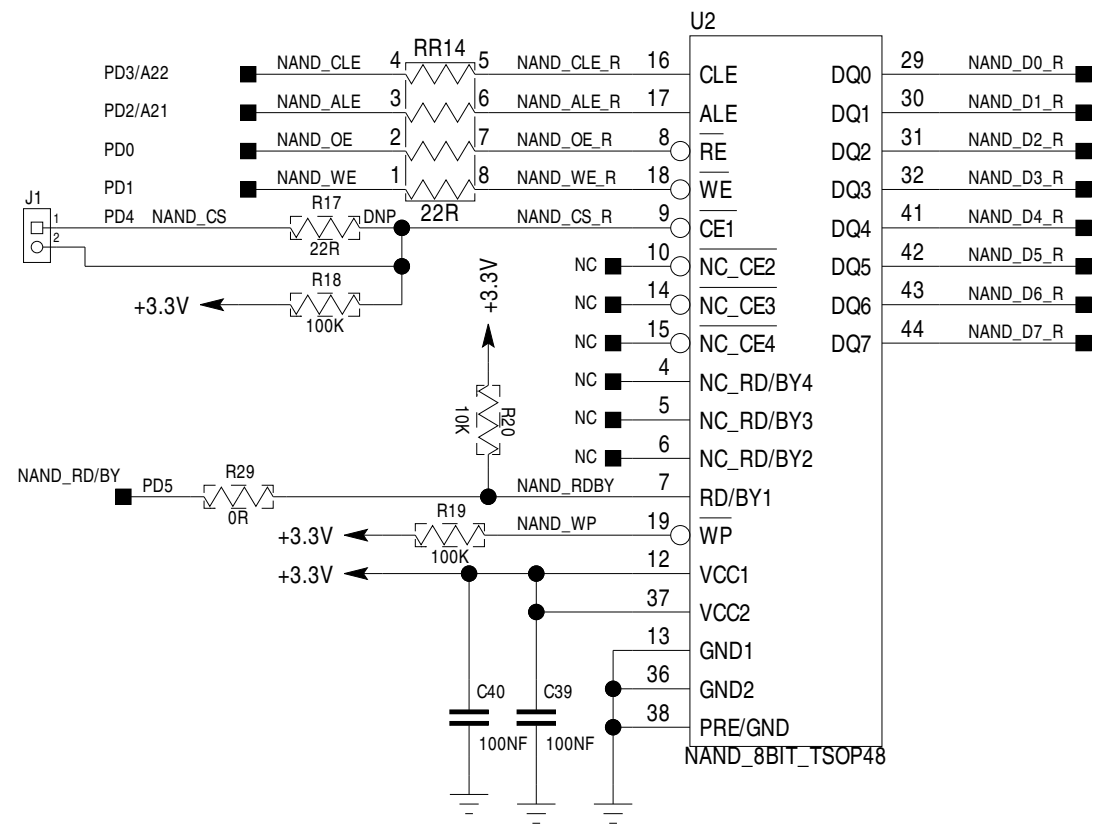 U2
RR14
PD3/A22 NAND_CLE 4 5 NAND_CLE_R 16 CLE DQ0 29 NAND_D0_R
PD2/A21 NAND_ALE 3 6 NAND_ALE_R 17 ALE DQ1 30 NAND_D1_R
PD0 NAND_OE 2 7 NAND_OE_R 8 RE DQ2 31 NAND_D2_R
PD1 NAND_WE 1 8 NAND_WE_R 18 WE DQ3 32 NAND_D3_R
22R
J1 R17
1 PD4 NAND_CS DNP NAND_CS_R 9 CE1 DQ4 41 NAND_D4_R
22R
2 NC 10 NC_CE2 DQ5 42 NAND_D5_R
R18
+3.3V +3.3V NC 14 NC_CE3 DQ6 43 NAND_D6_R
100K
NC 15 NC_CE4 DQ7 44 NAND_D7_R
NC 4 NC_RD/BY4
R20
10K
NC 5 NC_RD/BY3
NC 6 NC_RD/BY2
NAND_RD/BY PD5 R29 NAND_RDBY 7 RD/BY1
0R
R19
+3.3V NAND_WP 19 WP
100K
+3.3V 12 VCC1
37 VCC2
13 GND1
36 GND2
C40 C39
38 PRE/GND
100NF 100NF
NAND_8BIT_TSOP48